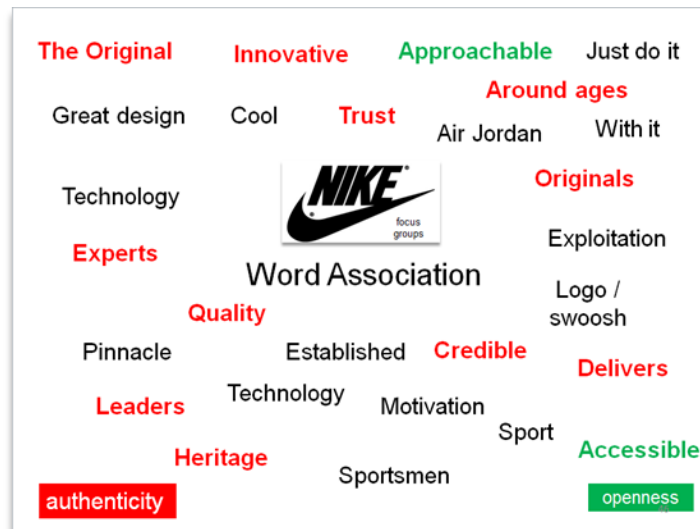 The Original Innovative Approachable Just do it
Around ages
Great design Cool Trust Air Jordan With it
NIKE
Originals
Technology
focus
groups
Exploitation
Experts
Word Association
Logo /
swoosh
Quality
Pinnacle Established Credible
Delivers
Technology
Leaders Motivation
Sport
Accessible
Heritage
Sportsmen
authenticity openness